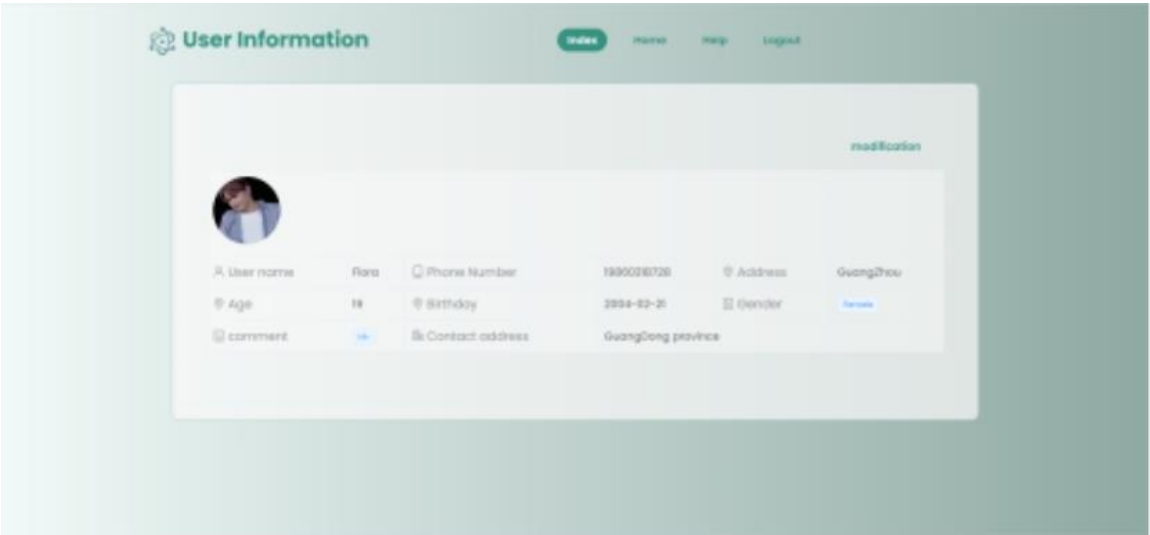 User Information Index Home Help Logout
modification
User name Flora Phone Number Address GuangZhou
Age 19 Birthday 2004-02-21 Gender female
comment Contact address GuangDong province